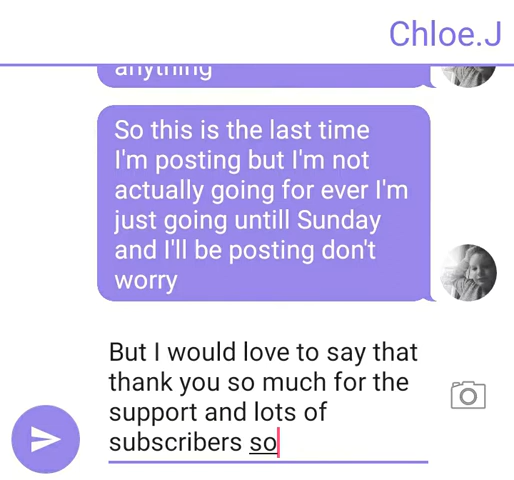 Chloe.J
anything
So this is the last time
I'm posting but I'm not
actually going for ever I'm
just going untill Sunday
and I'll be posting don't
worry
But I would love to say that
thank you so much for the
support and lots of
subscribers so